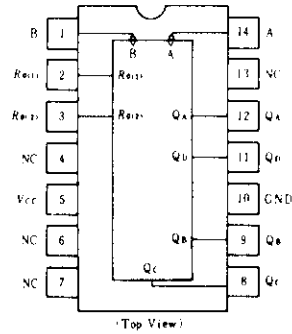 B 1 14 A
B A
R0(1) 2 R0(1) 13 NC
R0(2) 3 R0(2) QA 12 QA
NC 4 QD 11 QD
Vcc 5 10 GND
NC 6 QB 9 QB
NC 7 QC 8 QC
(Top View)